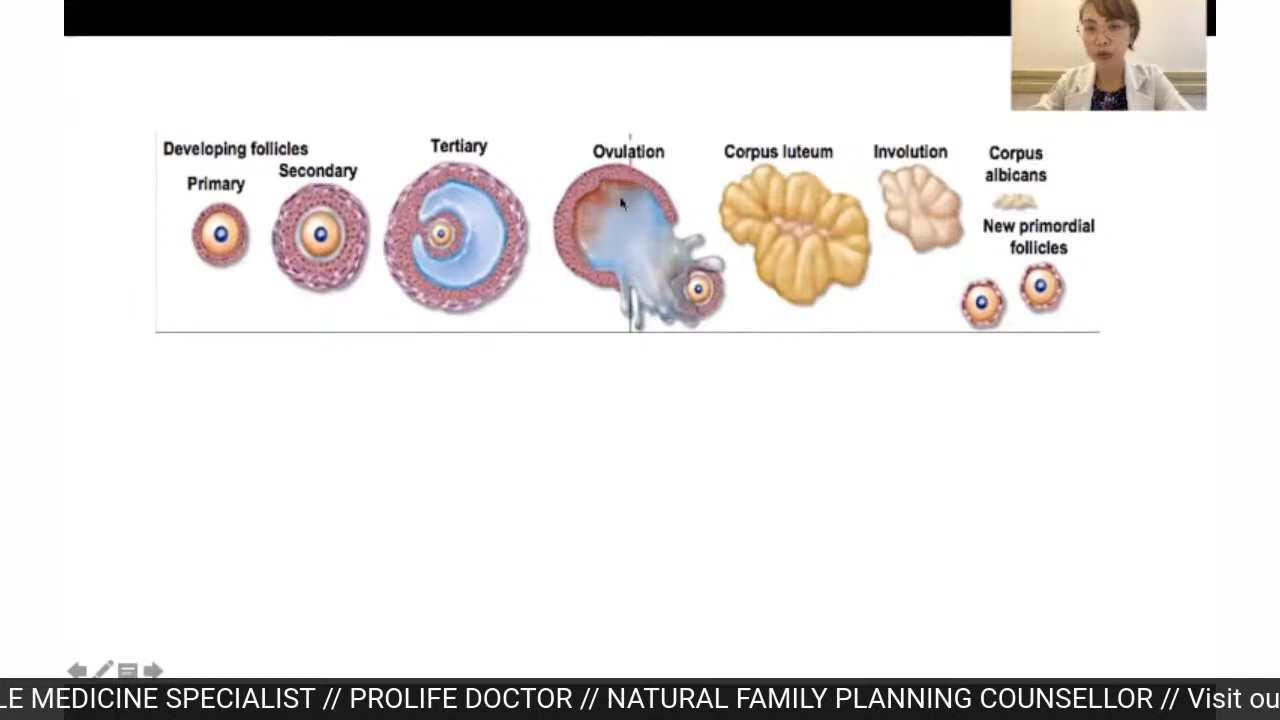 Developing follicles
Primary
Secondary
Tertiary
Ovulation
Corpus luteum
Involution
Corpus
albicans
New primordial
follicles
LE MEDICINE SPECIALIST // PROLIFE DOCTOR // NATURAL FAMILY PLANNING COUNSELLOR // Visit ou